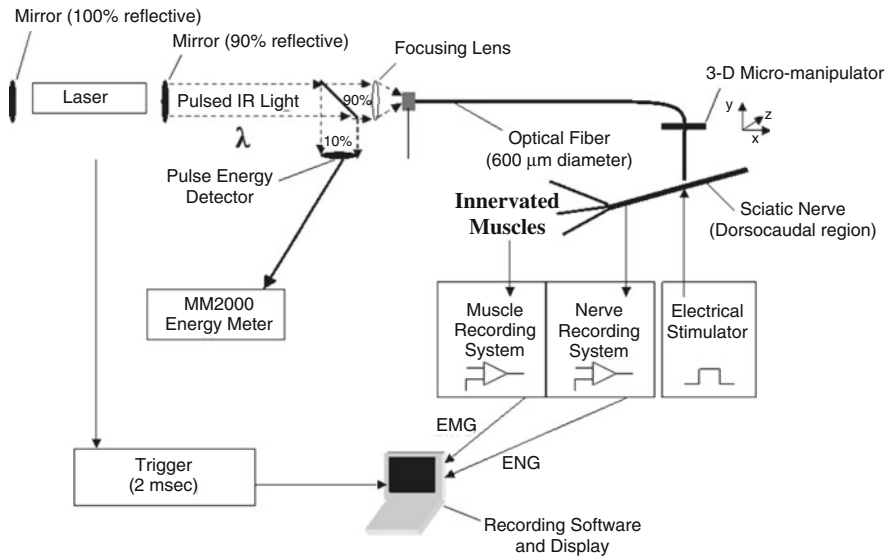 Mirror (100% reflective)
Mirror (90% reflective)
Focusing Lens
3-D Micro-manipulator
Laser
Pulsed IR Light
90%
λ
10%
y
z
x
Optical Fiber
(600 μm diameter)
Pulse Energy
Detector
Innervated
Muscles
Sciatic Nerve
(Dorsocaudal region)
MM2000
Energy Meter
Muscle
Recording
System
Nerve
Recording
System
Electrical
Stimulator
EMG
ENG
Trigger
(2 msec)
Recording Software
and Display